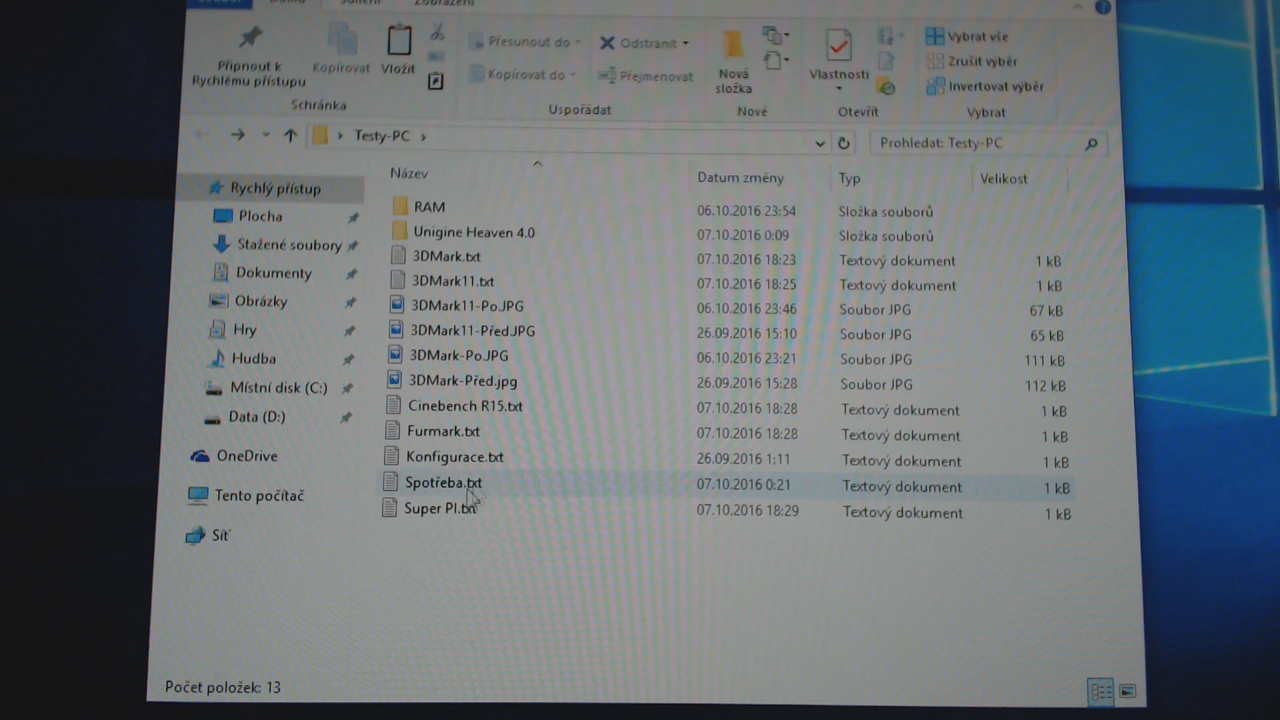 Domů Sdílení Zobrazení
Připnout k
Rychlému přístupu
Kopírovat
Vložit
Schránka
Přesunout do
Kopírovat do
Odstranit
Přejmenovat
Uspořádat
Nová
složka
Nové
Vlastnosti
Otevřít
Vybrat vše
Zrušit výběr
Invertovat výběr
Vybrat
Testy-PC
Prohledat: Testy-PC
Název Datum změny Typ Velikost
Rychlý přístup
Plocha
Stažené soubory
Dokumenty
Obrázky
Hry
Hudba
Místní disk (C:)
Data (D:)
OneDrive
Tento počítač
Síť
RAM 06.10.2016 23:54 Složka souborů
Unigine Heaven 4.0 07.10.2016 0:09 Složka souborů
3DMark.txt 07.10.2016 18:23 Textový dokument 1 kB
3DMark11.txt 07.10.2016 18:25 Textový dokument 1 kB
3DMark11-Po.JPG 06.10.2016 23:46 Soubor JPG 67 kB
3DMark11-Před.JPG 26.09.2016 15:10 Soubor JPG 65 kB
3DMark-Po.JPG 06.10.2016 23:21 Soubor JPG 111 kB
3DMark-Před.jpg 26.09.2016 15:28 Soubor JPG 112 kB
Cinebench R15.txt 07.10.2016 18:28 Textový dokument 1 kB
Furmark.txt 07.10.2016 18:28 Textový dokument 1 kB
Konfigurace.txt 26.09.2016 1:11 Textový dokument 1 kB
Spotřeba.txt 07.10.2016 0:21 Textový dokument 1 kB
Super PI.txt 07.10.2016 18:29 Textový dokument 1 kB
Počet položek: 13